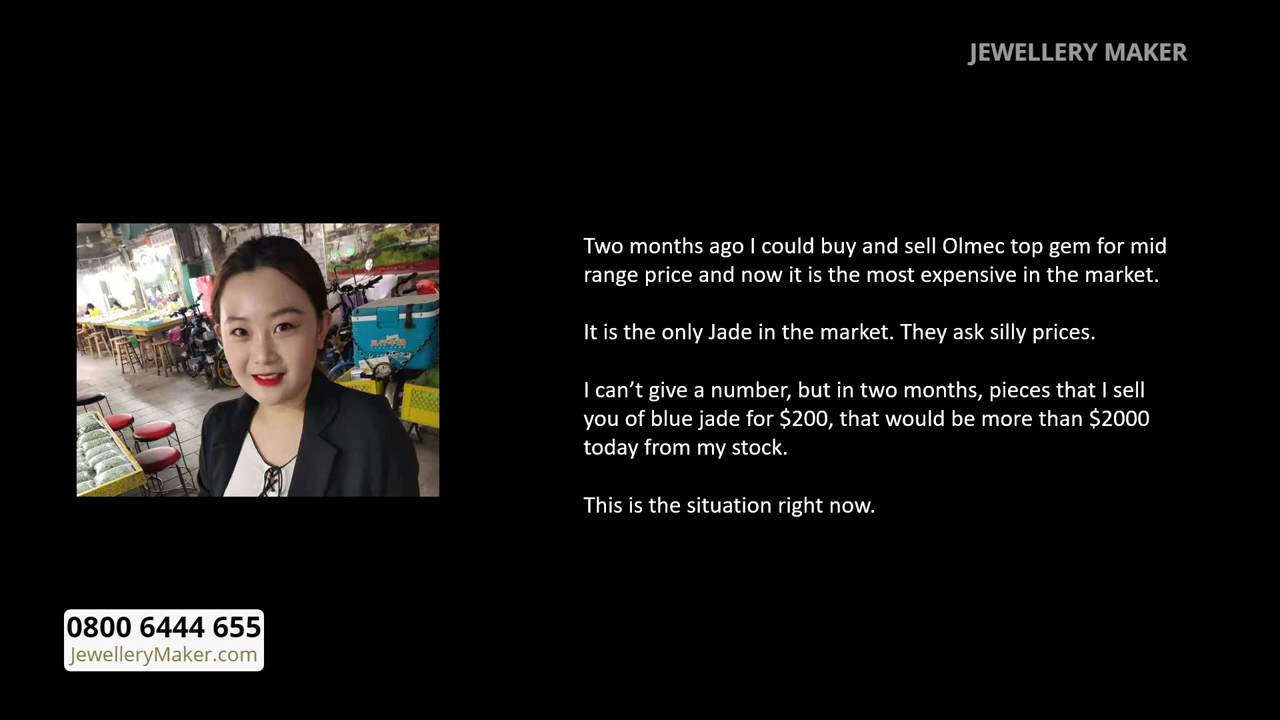 JEWELLERY MAKER
Two months ago I could buy and sell Olmec top gem for mid
range price and now it is the most expensive in the market.
It is the only Jade in the market. They ask silly prices.
I can’t give a number, but in two months, pieces that I sell
you of blue jade for $200, that would be more than $2000
today from my stock.
This is the situation right now.
0800 6444 655
JewelleryMaker.com